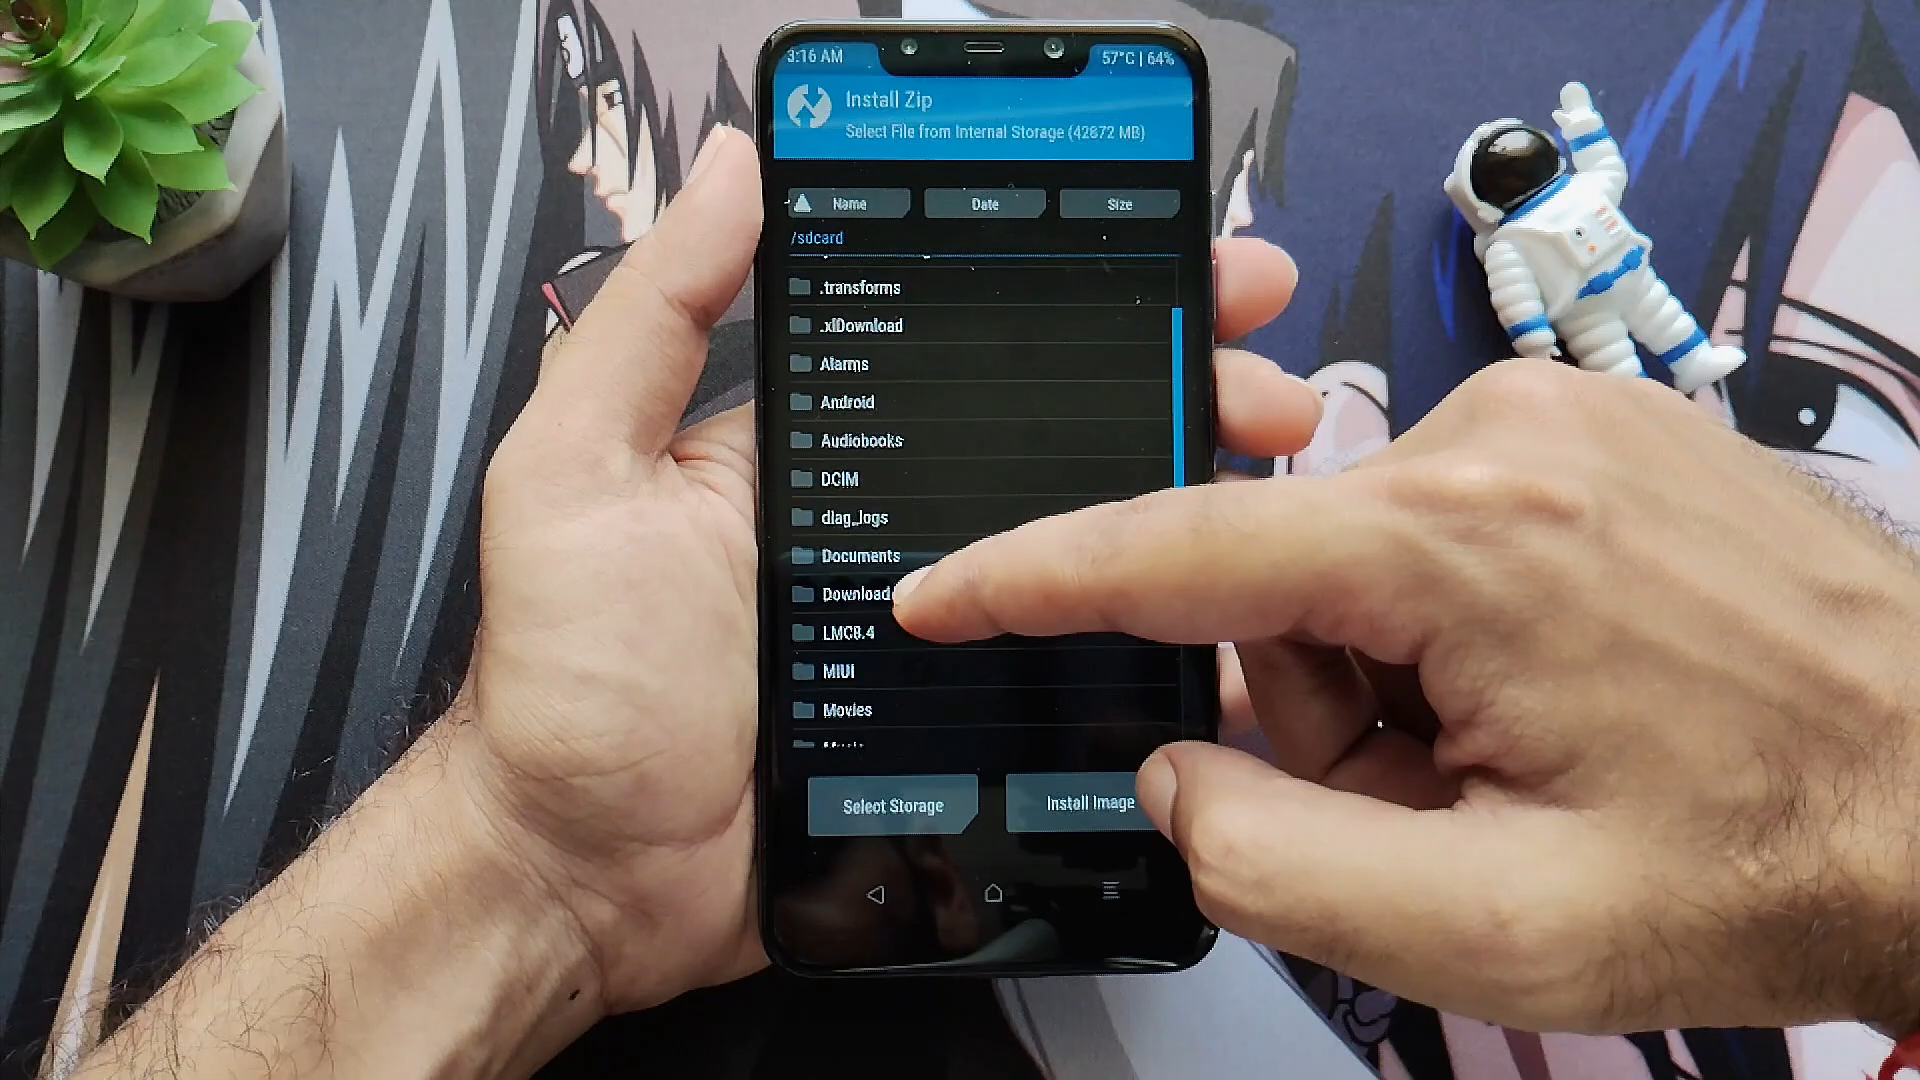 3:16 AM
57°C | 64%
Install Zip
Select File from Internal Storage (42872 MB)
Name
Date
Size
/sdcard
.transforms
.xlDownload
Alarms
Android
Audiobooks
DCIM
diag_logs
Documents
Download
LMC8.4
MIUI
Movies
Select Storage
Install Image